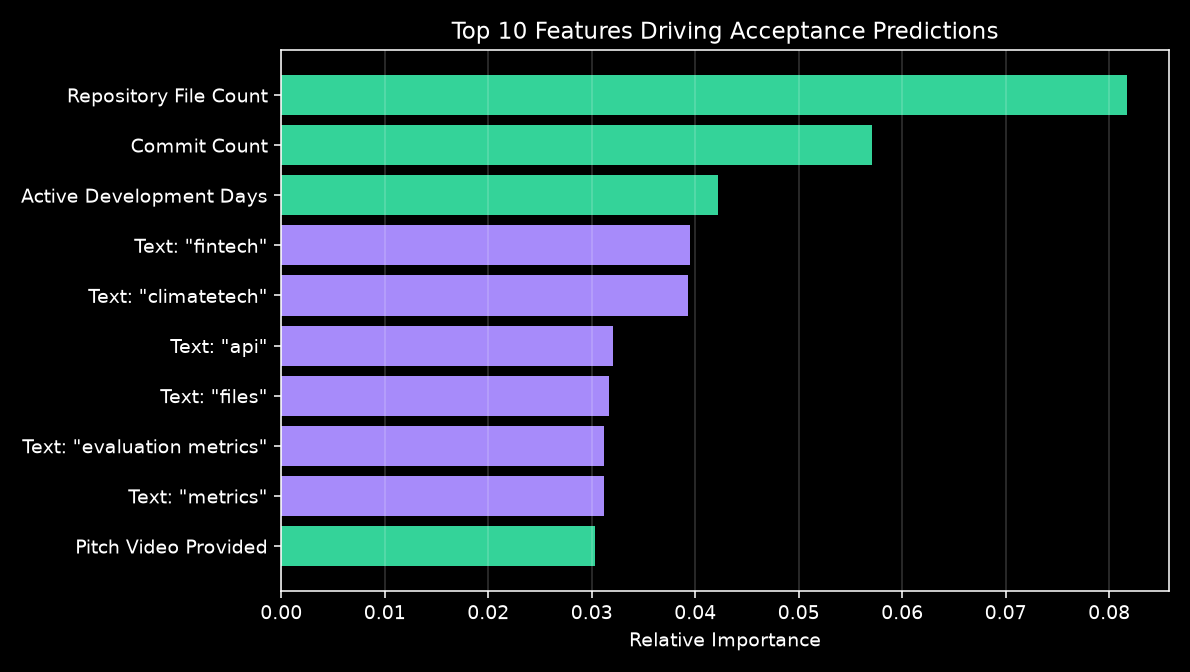 Top 10 Features Driving Acceptance Predictions
Repository File Count
Commit Count
Active Development Days
Text: "fintech"
Text: "climatetech"
Text: "api"
Text: "files"
Text: "evaluation metrics"
Text: "metrics"
Pitch Video Provided
0.00 0.01 0.02 0.03 0.04 0.05 0.06 0.07 0.08
Relative Importance